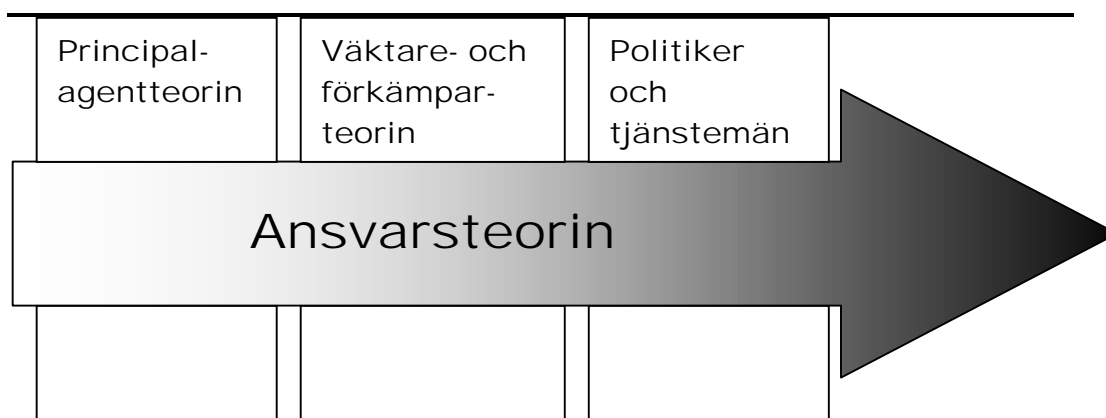 Principal-
agentteorin
Väktare- och
förkämpar-
teorin
Politiker
och
tjänstemän
Ansvarsteorin